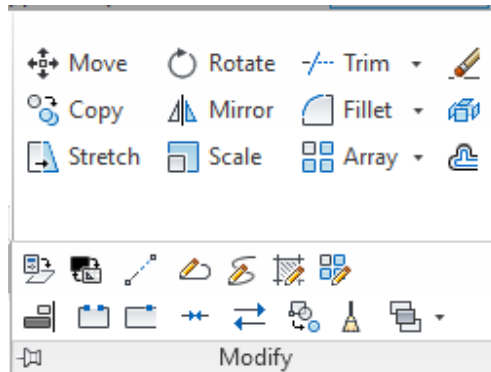 Move Rotate Trim
Copy Mirror Fillet
Stretch Scale Array
Modify